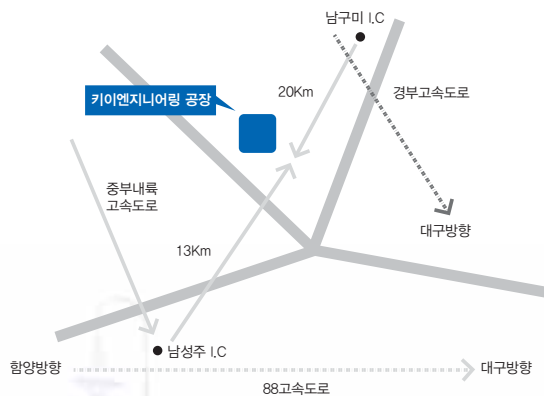 남구미 I.C
20Km
경부고속도로
키이엔지니어링 공장
중부내륙
고속도로
대구방향
13Km
남성주 I.C
함양방향
대구방향
88고속도로